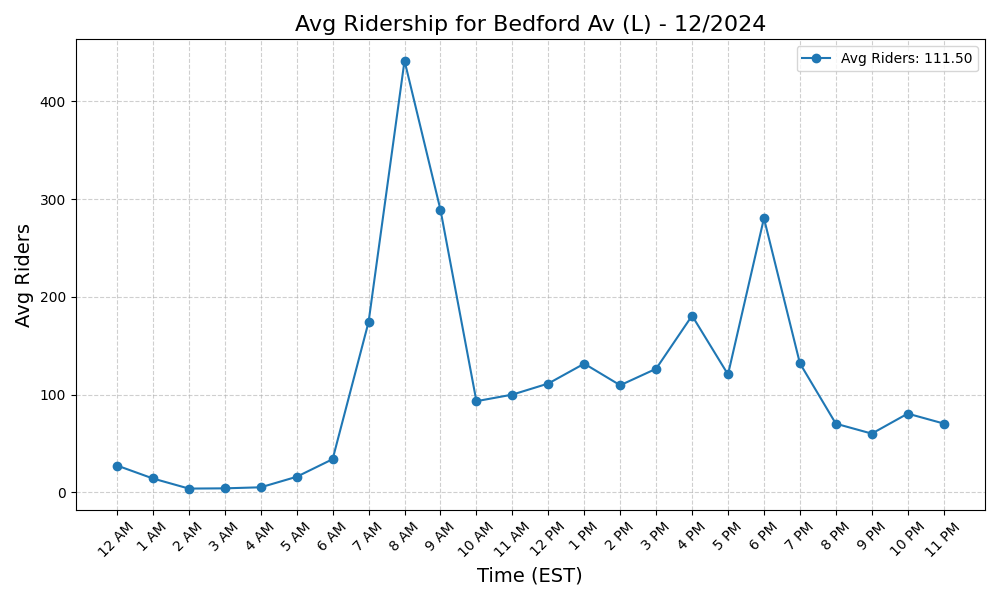 Avg Ridership for Bedford Av (L) - 12/2024
Avg Riders: 111.50
Avg Riders
400
300
200
100
0
12 AM
1 AM
2 AM
3 AM
4 AM
5 AM
6 AM
7 AM
8 AM
9 AM
10 AM
11 AM
12 PM
1 PM
2 PM
3 PM
4 PM
5 PM
6 PM
7 PM
8 PM
9 PM
10 PM
11 PM
Time (EST)